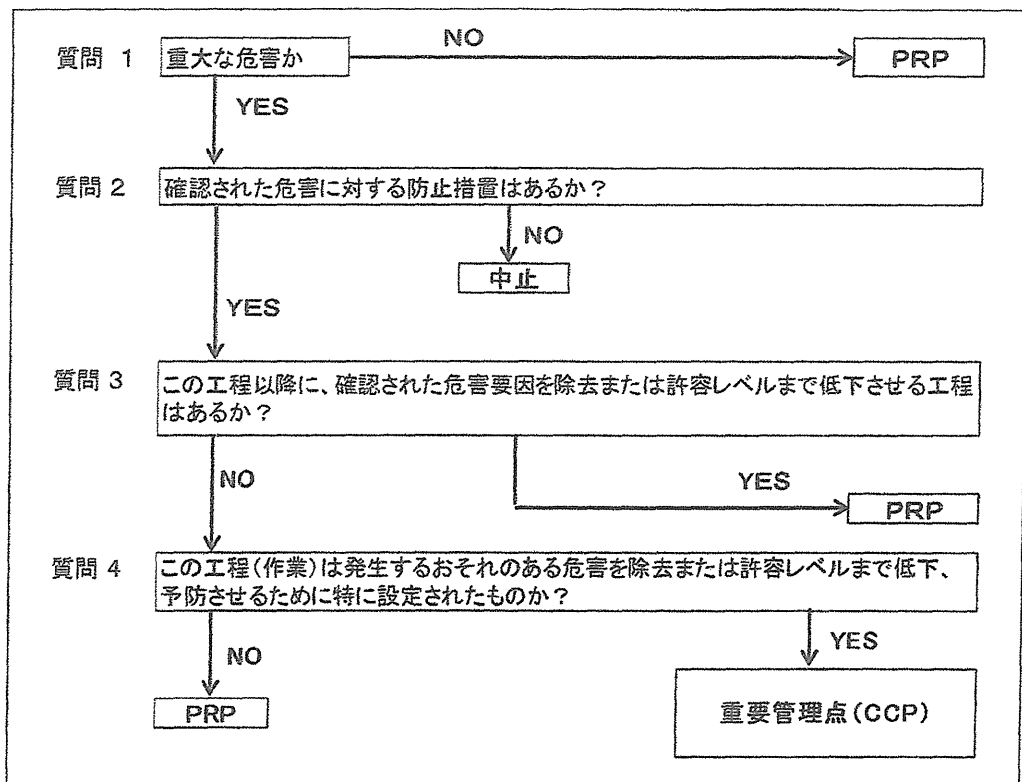 NO
質問 1 重大な危害か PRP
YES
質問 2 確認された危害に対する防止措置はあるか？
NO
中止
YES
質問 3 この工程以降に、確認された危害要因を除去または許容レベルまで低下させる工程
はあるか？
NO YES
PRP
質問 4 この工程（作業）は発生するおそれのある危害を除去または許容レベルまで低下、
予防させるために特に設定されたものか？
YES
NO
PRP 重要管理点（CCP）